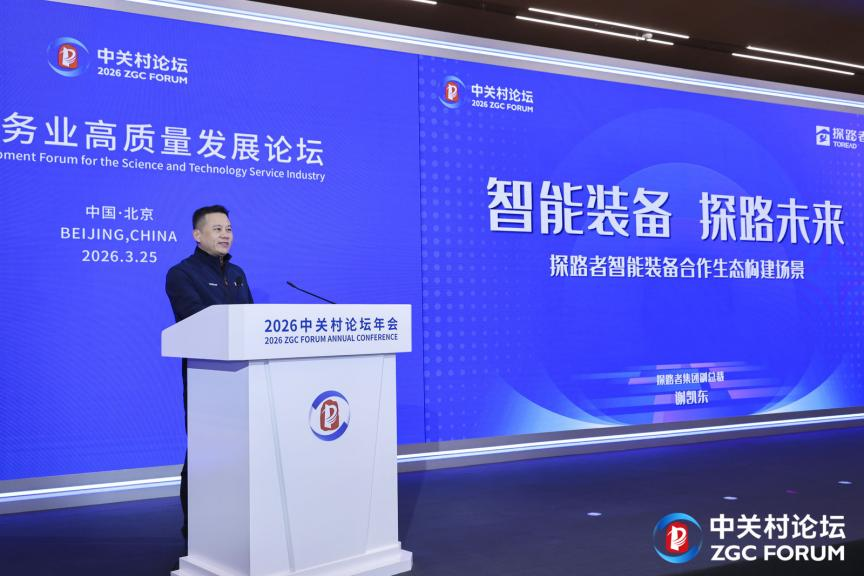 中关村论坛
2026 ZGC FORUM
务业高质量发展论坛
pment Forum for the Science and Technology Service Industry
中国·北京
BEIJING,CHINA
2026.3.25
中关村论坛
2026 ZGC FORUM
探路者
TOREAD
智能装备 探路未来
探路者智能装备合作生态构建场景
探路者集团副总裁
谢凯东
2026中关村论坛年会
2026 ZGC FORUM ANNUAL CONFERENCE
中关村论坛
ZGC FORUM